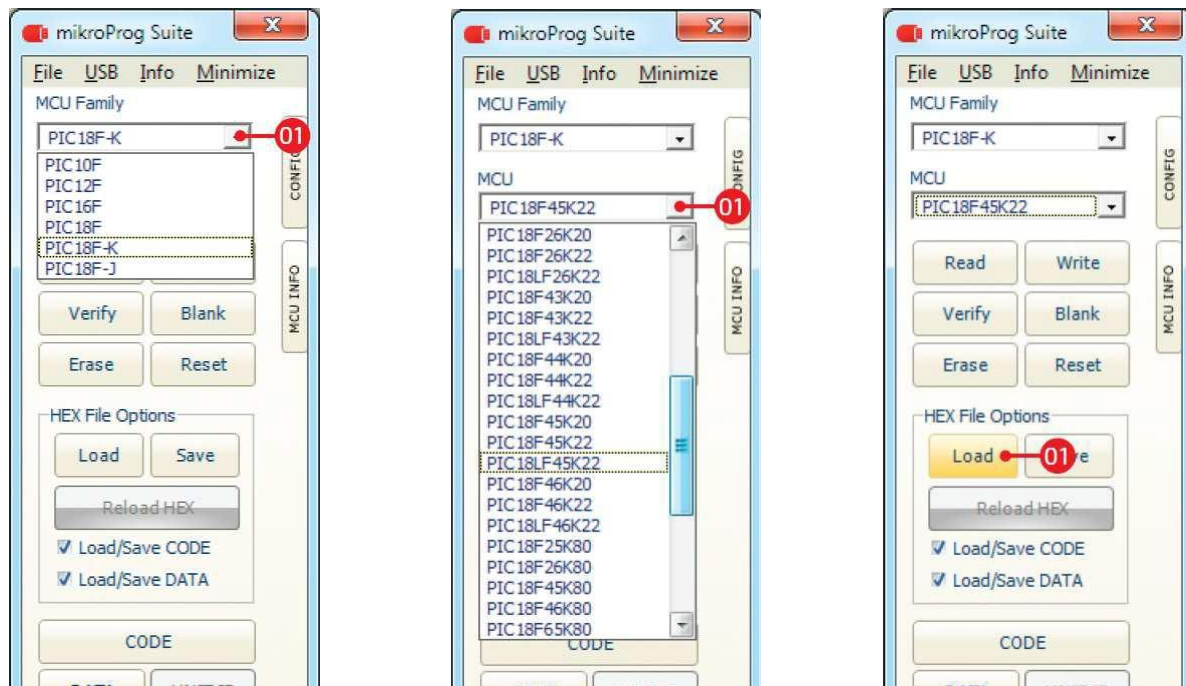 mikroProg Suite
File USB Info Minimize
MCU Family
PIC18F-K
01
PIC10F
PIC12F
PIC16F
PIC18F
PIC18F-K
PIC18F-J
CONFIG
MCU INFO
Verify Blank
Erase Reset
HEX File Options
Load Save
Reload HEX
Load/Save CODE
Load/Save DATA
CODE
mikroProg Suite
File USB Info Minimize
MCU Family
PIC18F-K
MCU
PIC18F45K22
01
PIC18F26K20
PIC18F26K22
PIC18LF26K22
PIC18F43K20
PIC18F43K22
PIC18LF43K22
PIC18F44K20
PIC18F44K22
PIC18LF44K22
PIC18F45K20
PIC18F45K22
PIC18LF45K22
PIC18F46K20
PIC18F46K22
PIC18LF46K22
PIC18F25K80
PIC18F26K80
PIC18F45K80
PIC18F46K80
PIC18F65K80
CONFIG
MCU INFO
CODE
mikroProg Suite
File USB Info Minimize
MCU Family
PIC18F-K
MCU
PIC18F45K22
CONFIG
MCU INFO
Read Write
Verify Blank
Erase Reset
HEX File Options
Load 01
Reload HEX
Load/Save CODE
Load/Save DATA
CODE